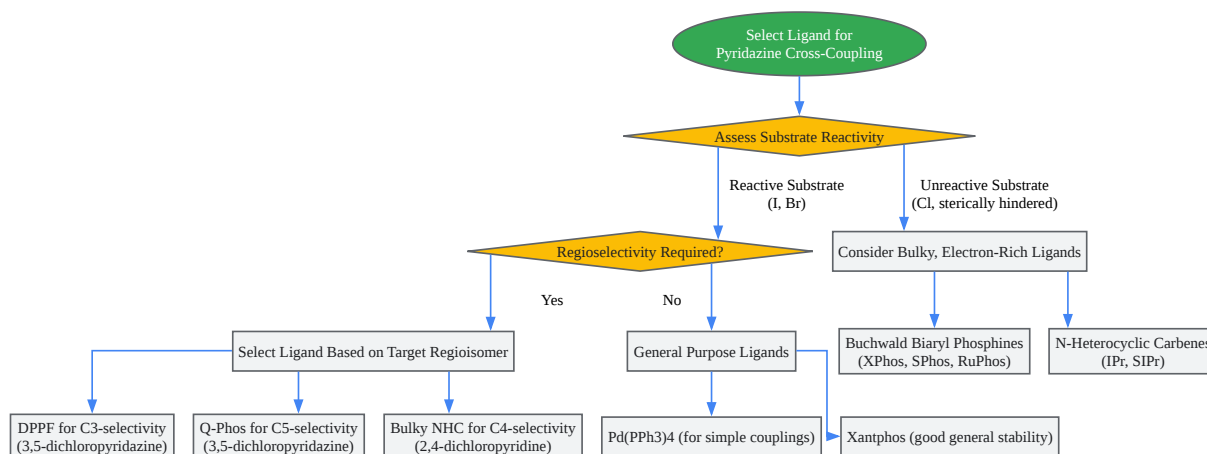 Select Ligand for
Pyridazine Cross-Coupling
Assess Substrate Reactivity
Reactive Substrate
(I, Br)
Unreactive Substrate
(Cl, sterically hindered)
Regioselectivity Required?
Consider Bulky, Electron-Rich Ligands
Yes
No
Select Ligand Based on Target Regioisomer
General Purpose Ligands
Buchwald Biaryl Phosphines
(XPhos, SPhos, RuPhos)
N-Heterocyclic Carbenes
(IPr, SIPr)
DPPF for C3-selectivity
(3,5-dichloropyridazine)
Q-Phos for C5-selectivity
(3,5-dichloropyridazine)
Bulky NHC for C4-selectivity
(2,4-dichloropyridine)
Pd(PPh3)4 (for simple couplings)
Xantphos (good general stability)